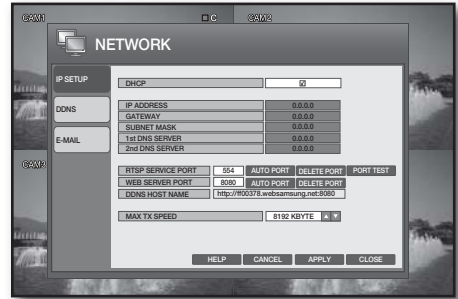 CAM1 C CAM2
NETWORK
IP SETUP
DHCP ☑
DDNS
IP ADDRESS 0.0.0.0
GATEWAY 0.0.0.0
SUBNET MASK 0.0.0.0
E-MAIL
1st DNS SERVER 0.0.0.0
2nd DNS SERVER 0.0.0.0
CAM3
RTSP SERVICE PORT 554 AUTO PORT DELETE PORT PORT TEST
WEB SERVER PORT 8080 AUTO PORT DELETE PORT
DDNS HOST NAME http://ff00378.websamsung.net:8080
MAX TX SPEED 8192 KBYTE
HELP CANCEL APPLY CLOSE